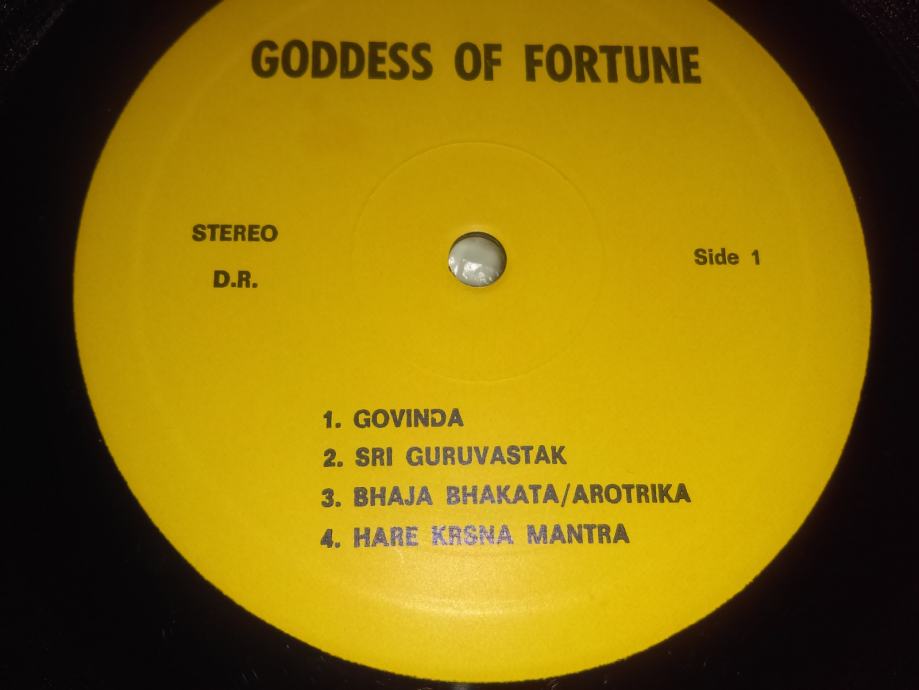 GODDESS OF FORTUNE
STEREO
D.R.
Side 1
1. GOVINDA
2. SRI GURUVASTAK
3. BHAJA BHAKATA/AROTRIKA
4. HARE KRSNA MANTRA